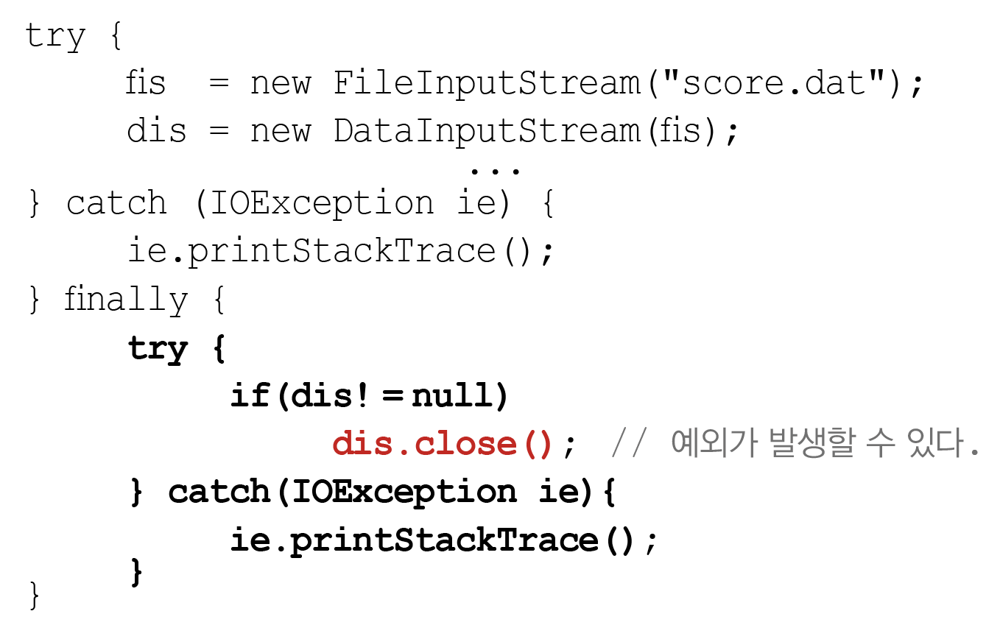 try {
fis = new FileInputStream("score.dat");
dis = new DataInputStream(fis);
...
} catch (IOException ie) {
ie.printStackTrace();
} finally {
try {
if(dis!=null)
dis.close(); // 예외가 발생할 수 있다.
} catch(IOException ie){
ie.printStackTrace();
}
}